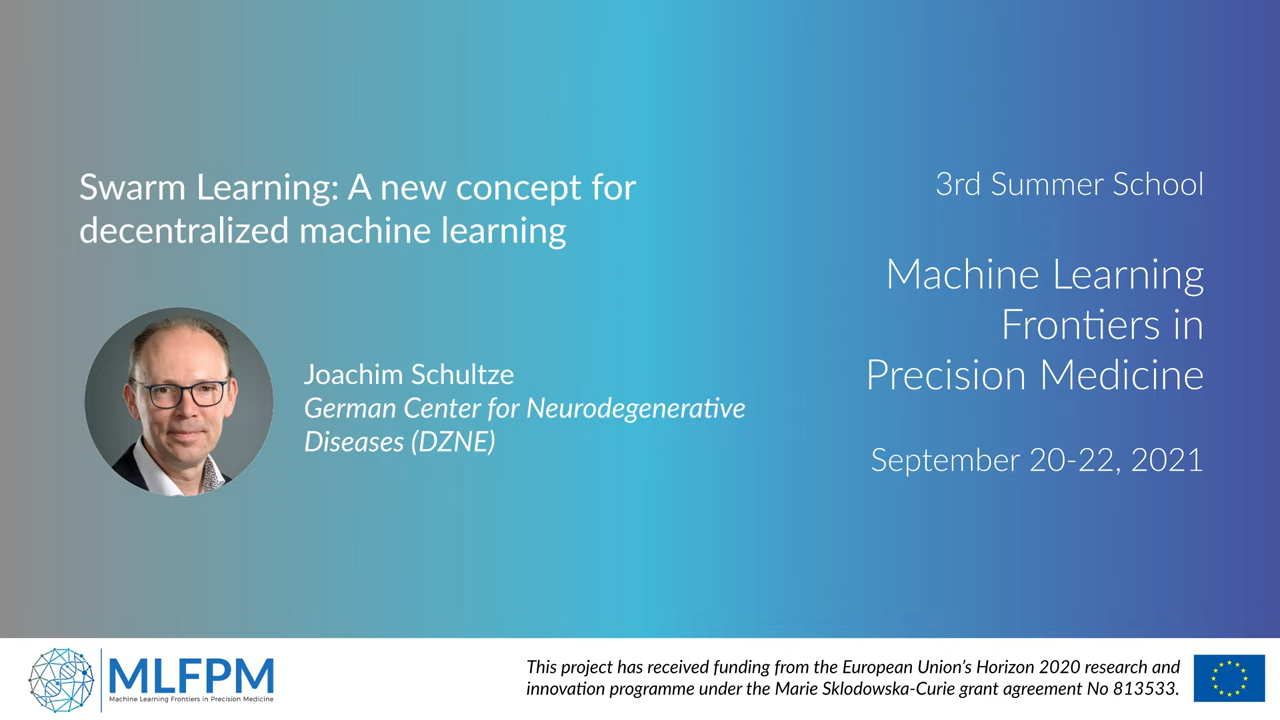 Swarm Learning: A new concept for
decentralized machine learning
Joachim Schultze
German Center for Neurodegenerative
Diseases (DZNE)
3rd Summer School
Machine Learning
Frontiers in
Precision Medicine
September 20-22, 2021
MLFPM
Machine Learning Frontiers in Precision Medicine
This project has received funding from the European Union’s Horizon 2020 research and
innovation programme under the Marie Sklodowska-Curie grant agreement No 813533.